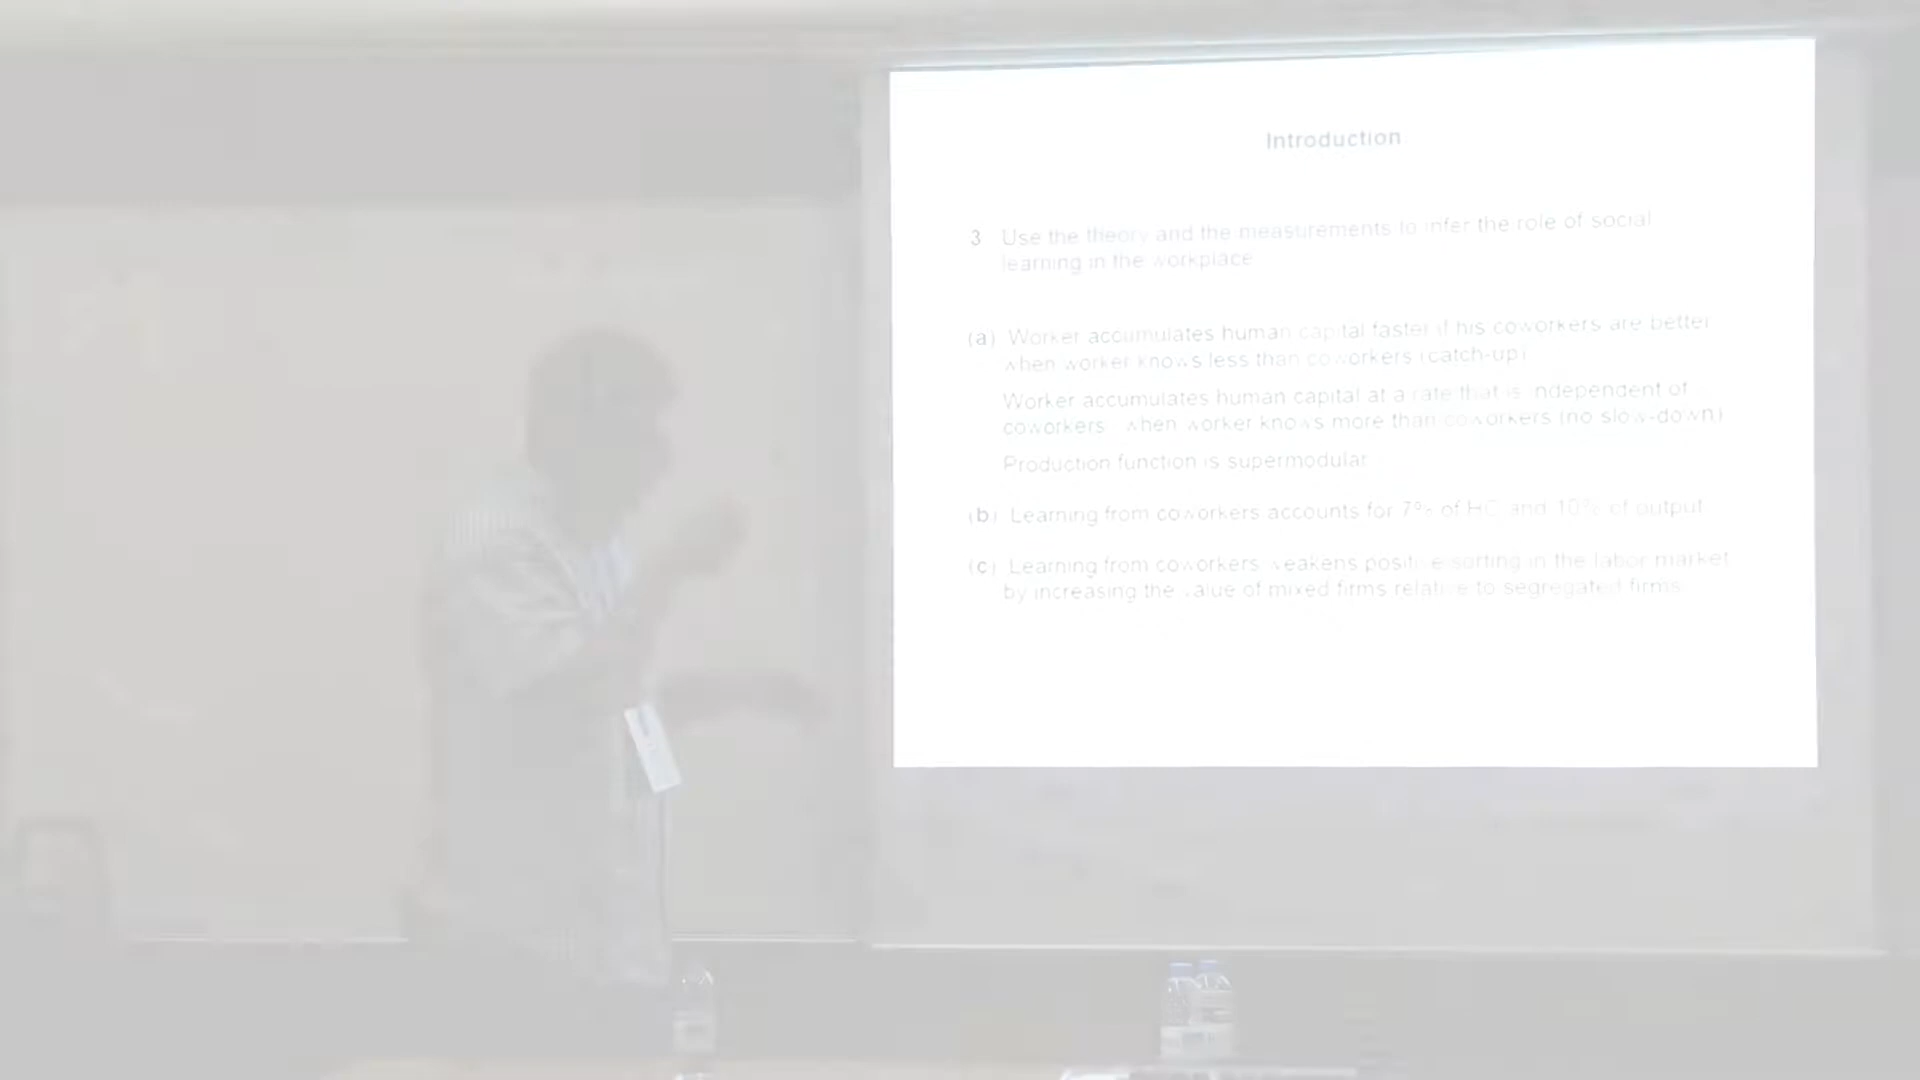 Introduction
3 Use the theory and the measurements to infer the role of social
learning in the workplace
(a) Worker accumulates human capital faster if his coworkers are better
when worker knows less than coworkers (catch-up)
Worker accumulates human capital at a rate that is independent of
coworkers when worker knows more than coworkers (no slow-down)
Production function is supermodular
(b) Learning from coworkers accounts for 7% of HC and 10% of output
(c) Learning from coworkers weakens positive sorting in the labor market
by increasing the value of mixed firms relative to segregated firms